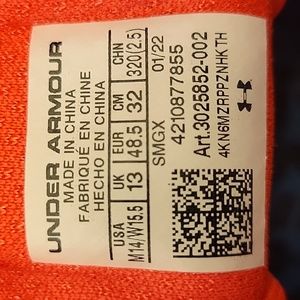 UNDER ARMOUR
MADE IN CHINA
FABRIQUÉ EN CHINE
HECHO EN CHINA
USA UK EUR CM CHN
M14/W15.5 13 48.5 32 320(2.5)
SMGX 01/22
4210877855
Art.3025852-002
4KN6MZRPPZNHKTH